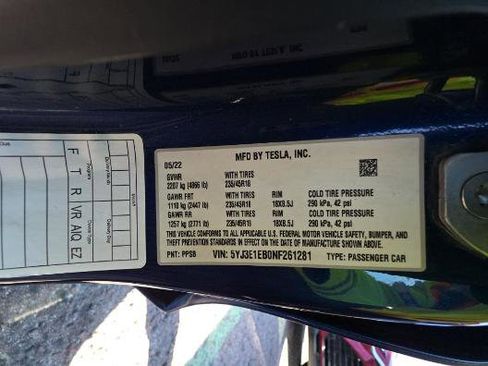 MFD BY TESLA, INC.
05/22
GVWR WITH TIRES
2207 kg (4866 lb) 235/45R18
GAWR FRT WITH TIRES RIM COLD TIRE PRESSURE
1110 kg (2447 lb) 235/45R18 18X8.5J 290 kPa, 42 psi
GAWR RR WITH TIRES RIM COLD TIRE PRESSURE
1257 kg (2771 lb) 235/45R18 18X8.5J 290 kPa, 42 psi
THIS VEHICLE CONFORMS TO ALL APPLICABLE U.S. FEDERAL MOTOR VEHICLE SAFETY, BUMPER, AND
THEFT PREVENTION STANDARDS IN EFFECT ON THE DATE OF MANUFACTURE SHOWN ABOVE.
PNT: PPSB VIN: 5YJ3E1EB0NF261281 TYPE: PASSENGER CAR
F T R VR AIQ EZ
Program
Device Type